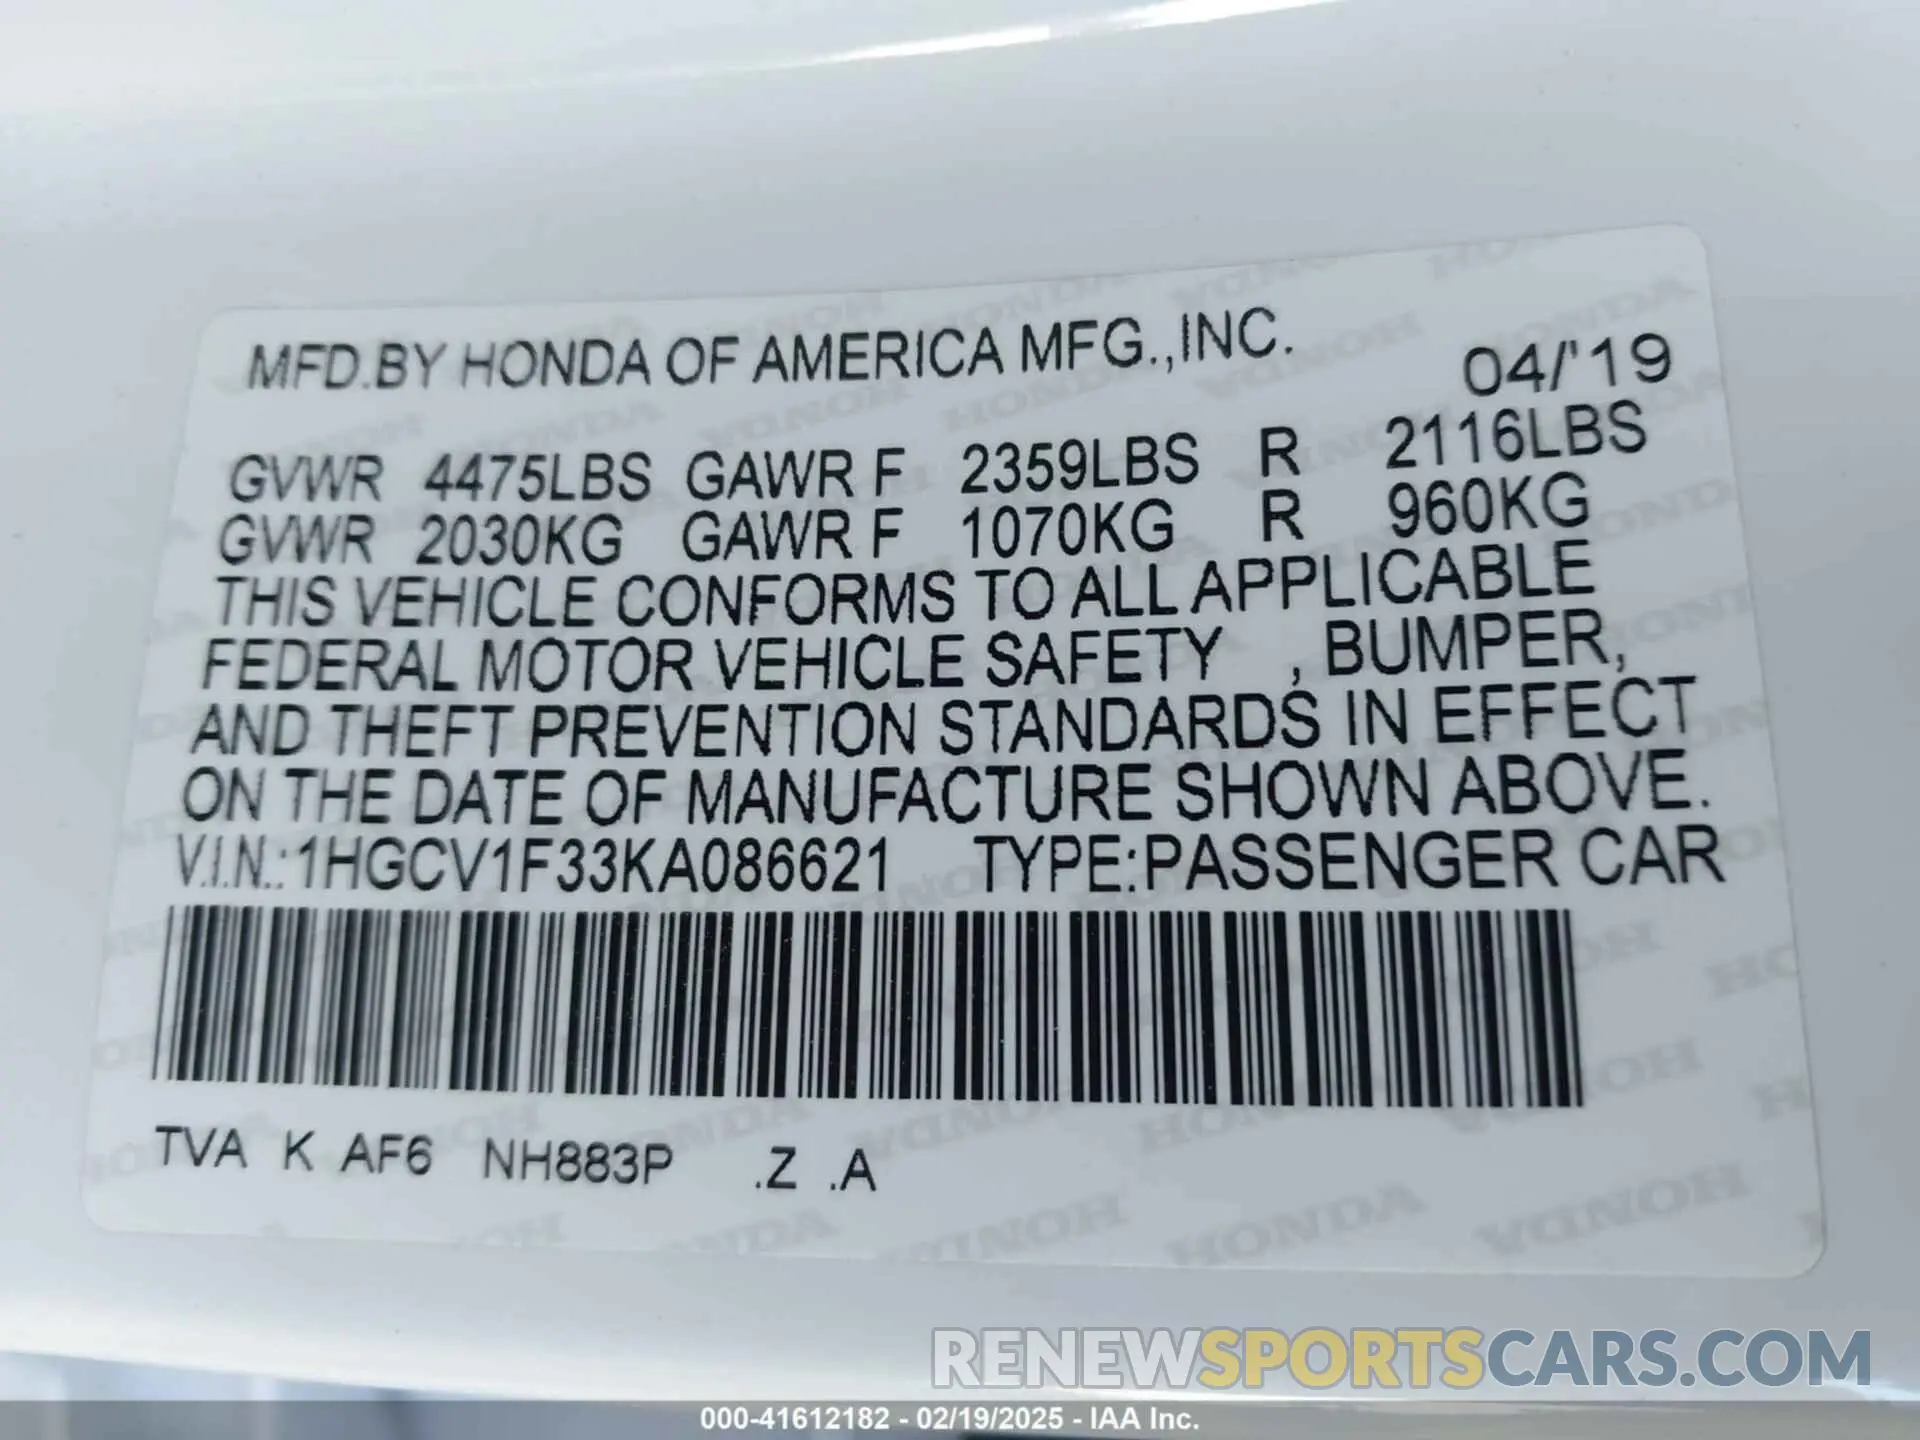 MFD.BY HONDA OF AMERICA MFG.,INC. 04/'19
GVWR 4475LBS GAWR F 2359LBS R 2116LBS
GVWR 2030KG GAWR F 1070KG R 960KG
THIS VEHICLE CONFORMS TO ALL APPLICABLE
FEDERAL MOTOR VEHICLE SAFETY , BUMPER,
AND THEFT PREVENTION STANDARDS IN EFFECT
ON THE DATE OF MANUFACTURE SHOWN ABOVE.
V.I.N.:1HGCV1F33KA086621 TYPE:PASSENGER CAR
TVA K AF6 NH883P .Z .A
RENEWSPORTSCARS.COM
000-41612182 - 02/19/2025 - IAA Inc.